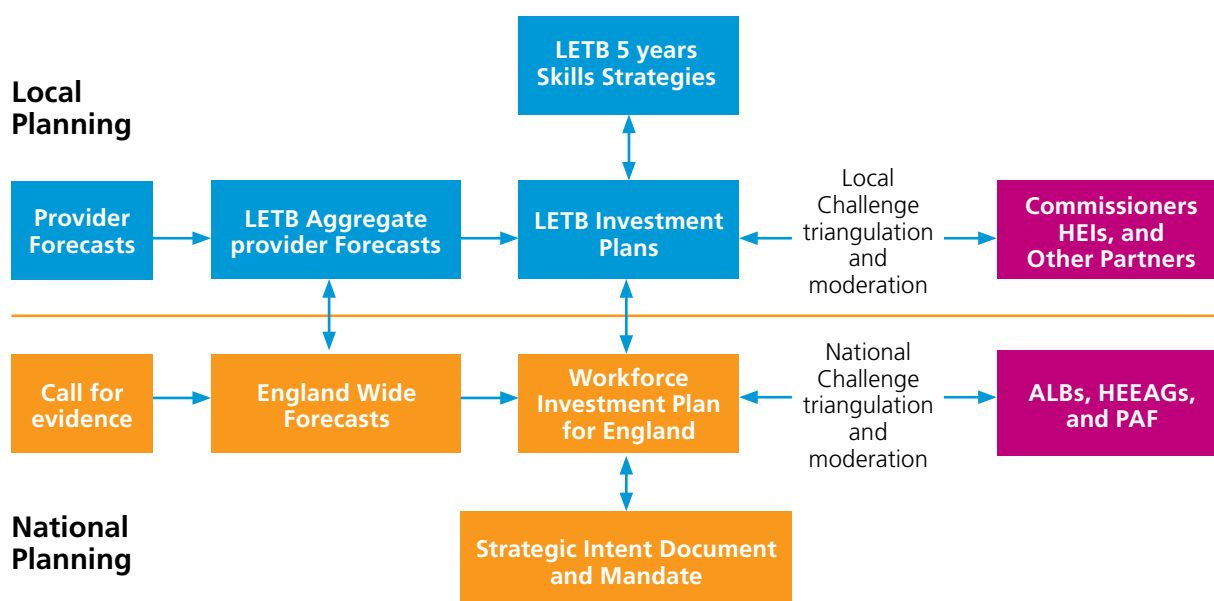 LETB 5 years
Skills Strategies
Local
Planning
Provider
Forecasts
LETB Aggregate
provider Forecasts
LETB Investment
Plans
Local
Challenge
triangulation
and
moderation
Commissioners
HEIs, and
Other Partners
Call for
evidence
England Wide
Forecasts
Workforce
Investment Plan
for England
National
Challenge
triangulation
and
moderation
ALBs, HEEAGs,
and PAF
National
Planning
Strategic Intent Document
and Mandate